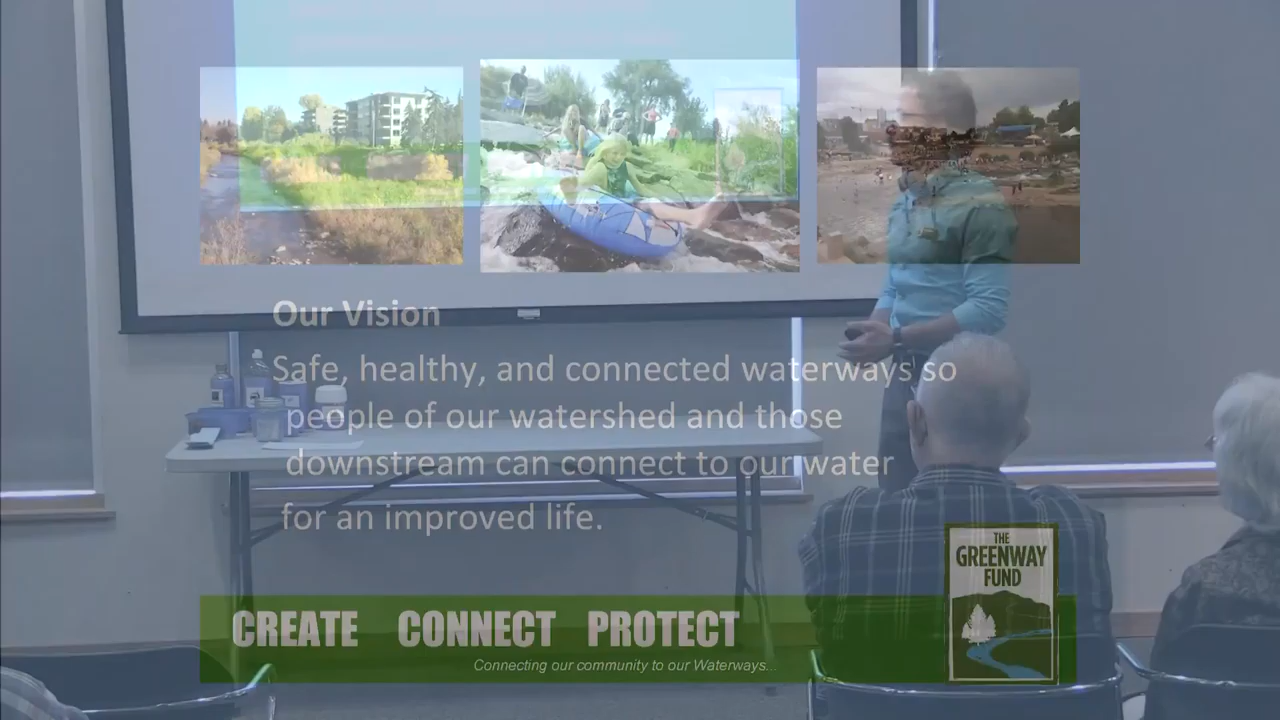 Our Vision
Safe, healthy, and connected waterways so
people of our watershed and those
downstream can connect to our water
for an improved life.
CREATE CONNECT PROTECT
Connecting our community to our Waterways...
THE
GREENWAY
FUND